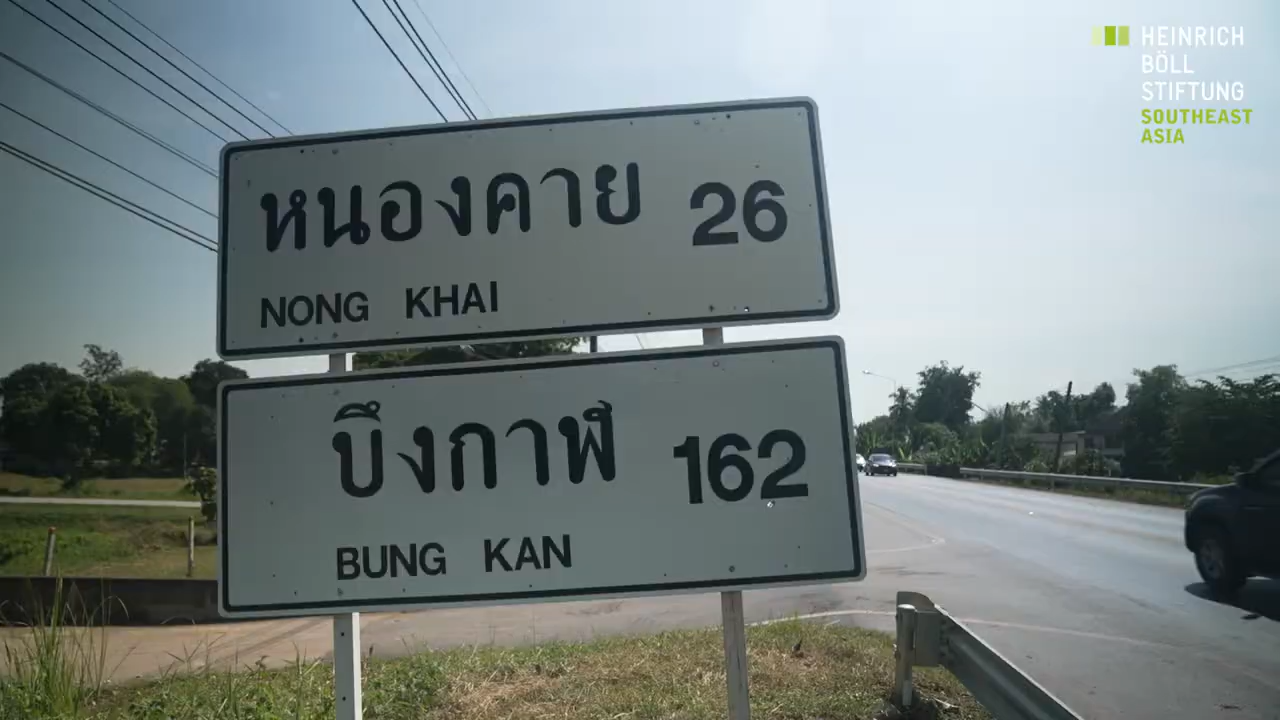 หนองคาย 26
NONG KHAI
บึงกาฬ 162
BUNG KAN
HEINRICH
BÖLL
STIFTUNG
SOUTHEAST
ASIA